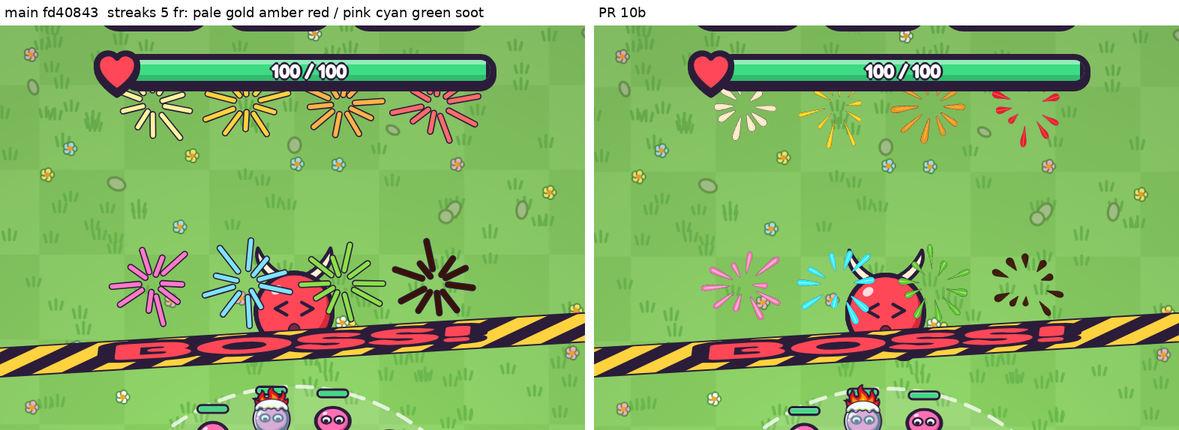 main fd40843  streaks 5 fr: pale gold amber red / pink cyan green soot
PR 10b
100 / 100
100 / 100
BOSS!
BOSS!